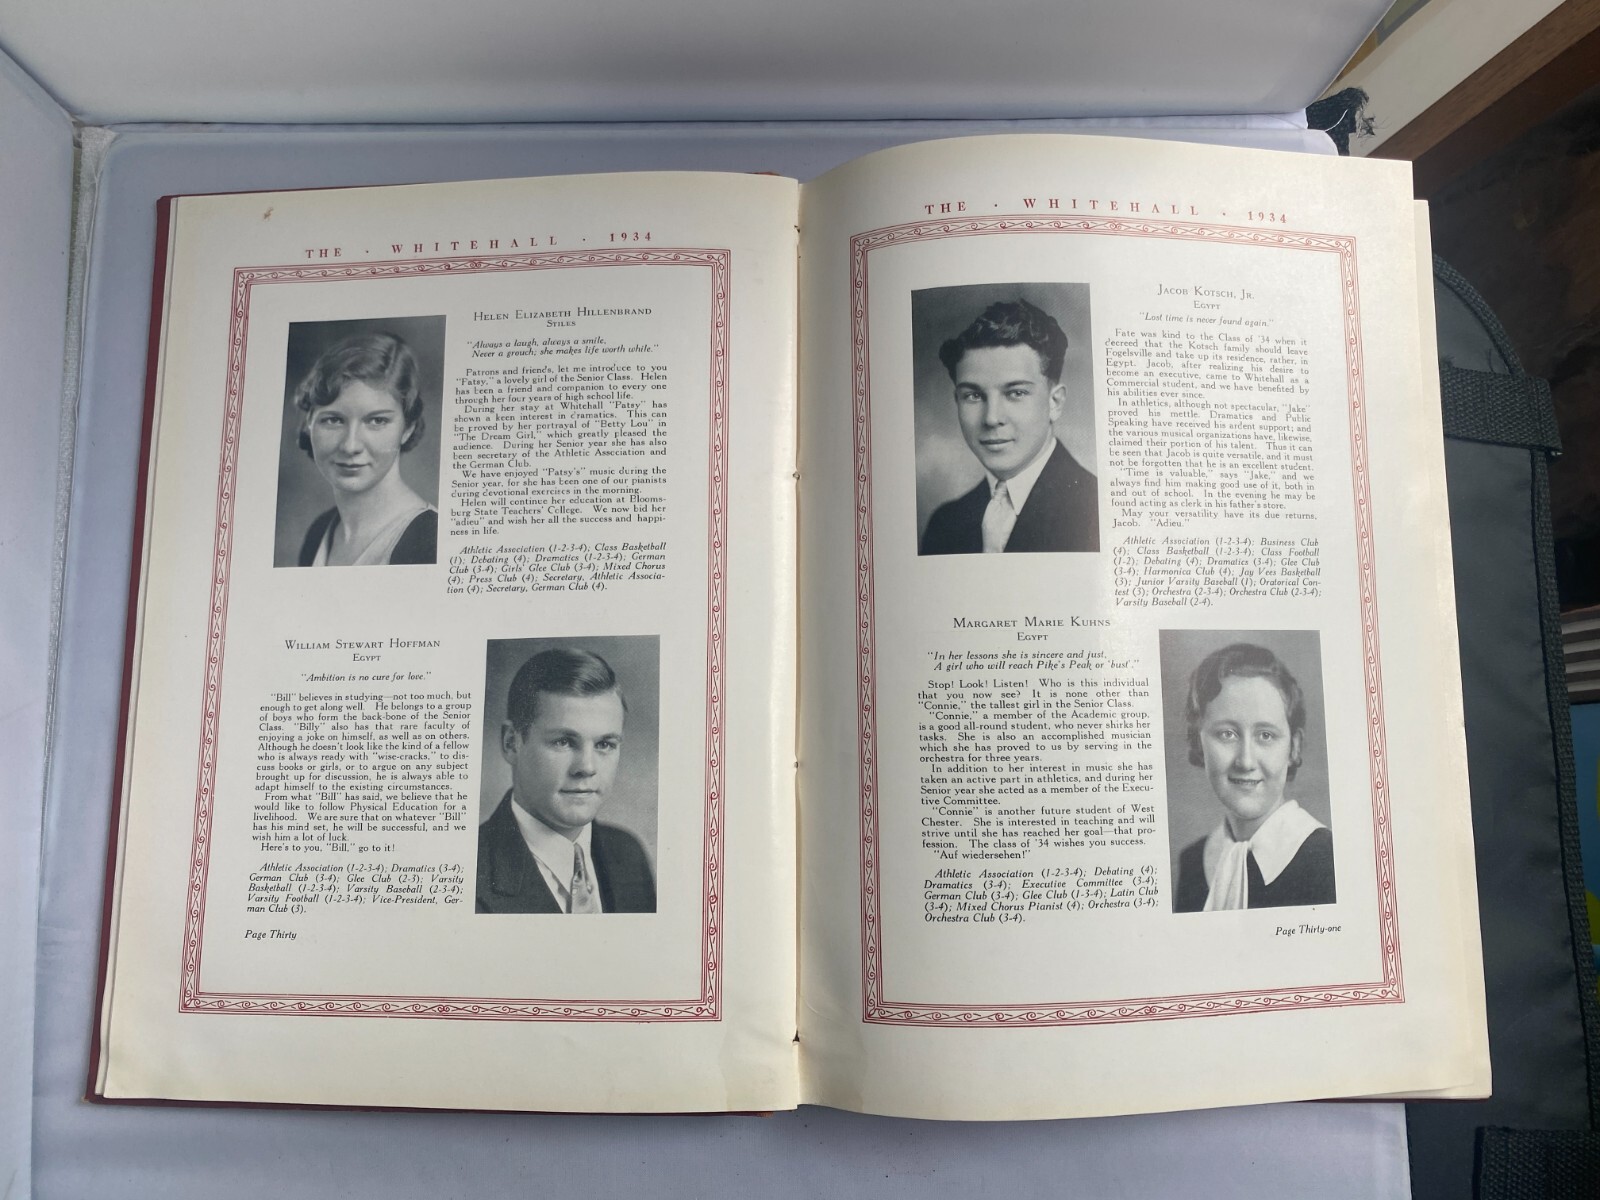 THE · WHITEHALL · 1934
HELEN ELIZABETH HILLENBRAND
STILES
"Always a laugh, always a smile,
Never a grouch; she makes life worth while."
Patrons and friends, let me introduce to you
"Patsy," a lovely girl of the Senior Class. Helen
has been a friend and companion to every one
through her four years of high school life.
During her stay at Whitehall "Patsy" has
shown a keen interest in dramatics. This can
be proved by her portrayal of "Betty Lou" in
"The Dream Girl," which greatly pleased the
audience. During her Senior year she has also
been secretary of the Athletic Association and
the German Club.
We have enjoyed "Patsy's" music during the
Senior year, for she has been one of our pianists
during devotional exercises in the morning.
Helen will continue her education at Blooms-
burg State Teachers' College. We now bid her
"adieu" and wish her all the success and happi-
ness in life.
Athletic Association (1-2-3-4); Class Basketball
(1); Debating (4); Dramatics (1-2-3-4); German
Club (3-4); Girls' Glee Club (3-4); Mixed Chorus
(4); Press Club (4); Secretary, Athletic Associa-
tion (4); Secretary, German Club (4).
WILLIAM STEWART HOFFMAN
EGYPT
"Ambition is no cure for love."
"Bill" believes in studying—not too much, but
enough to get along well. He belongs to a group
of boys who form the back-bone of the Senior
Class. "Billy" also has that rare faculty of
enjoying a joke on himself, as well as on others.
Although he doesn't look like the kind of a fellow
who is always ready with "wise-cracks," to dis-
cuss books or girls, or to argue on any subject
brought up for discussion, he is always able to
adapt himself to the existing circumstances.
From what "Bill" has said, we believe that he
would like to follow Physical Education for a
livelihood. We are sure that on whatever "Bill"
has his mind set, he will be successful, and we
wish him a lot of luck.
Here's to you, "Bill," go to it!
Athletic Association (1-2-3-4); Dramatics (3-4);
German Club (3-4); Glee Club (2-3); Varsity
Basketball (1-2-3-4); Varsity Baseball (2-3-4);
Varsity Football (1-2-3-4); Vice-President, Ger-
man Club (3).
Page Thirty
THE · WHITEHALL · 1934
JACOB KOTSCH, JR.
EGYPT
"Lost time is never found again."
Fate was kind to the Class of '34 when it
decreed that the Kotsch family should leave
Fogelsville and take up its residence, rather, in
Egypt. Jacob, after realizing his desire to
become an executive, came to Whitehall as a
Commercial student, and we have benefited by
his abilities ever since.
In athletics, although not spectacular, "Jake"
proved his mettle. Dramatics and Public
Speaking have received his ardent support; and
the various musical organizations have, likewise,
claimed their portion of his talent. Thus it can
be seen that Jacob is quite versatile, and it must
not be forgotten that he is an excellent student.
"Time is valuable," says "Jake," and we
always find him making good use of it, both in
and out of school. In the evening he may be
found acting as clerk in his father's store.
May your versatility have its due returns,
Jacob. "Adieu."
Athletic Association (1-2-3-4); Business Club
(4); Class Basketball (1-2-3-4); Class Football
(1-2); Debating (4); Dramatics (3-4); Glee Club
(3-4); Harmonica Club (4); Jay Vees Basketball
(3); Junior Varsity Baseball (1); Oratorical Con-
test (3); Orchestra (2-3-4); Orchestra Club (2-3-4);
Varsity Baseball (2-4).
MARGARET MARIE KUHNS
EGYPT
"In her lessons she is sincere and just,
A girl who will reach Pike's Peak or 'bust'."
Stop! Look! Listen! Who is this individual
that you now see? It is none other than
"Connie," the tallest girl in the Senior Class.
"Connie," a member of the Academic group,
is a good all-round student, who never shirks her
tasks. She is also an accomplished musician
which she has proved to us by serving in the
orchestra for three years.
In addition to her interest in music she has
taken an active part in athletics, and during her
Senior year she acted as a member of the Execu-
tive Committee.
"Connie" is another future student of West
Chester. She is interested in teaching and will
strive until she has reached her goal—that pro-
fession. The class of '34 wishes you success.
"Auf wiedersehen!"
Athletic Association (1-2-3-4); Debating (4);
Dramatics (3-4); Executive Committee (3-4);
German Club (3-4); Glee Club (1-3-4); Latin Club
(3-4); Mixed Chorus Pianist (4); Orchestra (3-4);
Orchestra Club (3-4).
Page Thirty-one